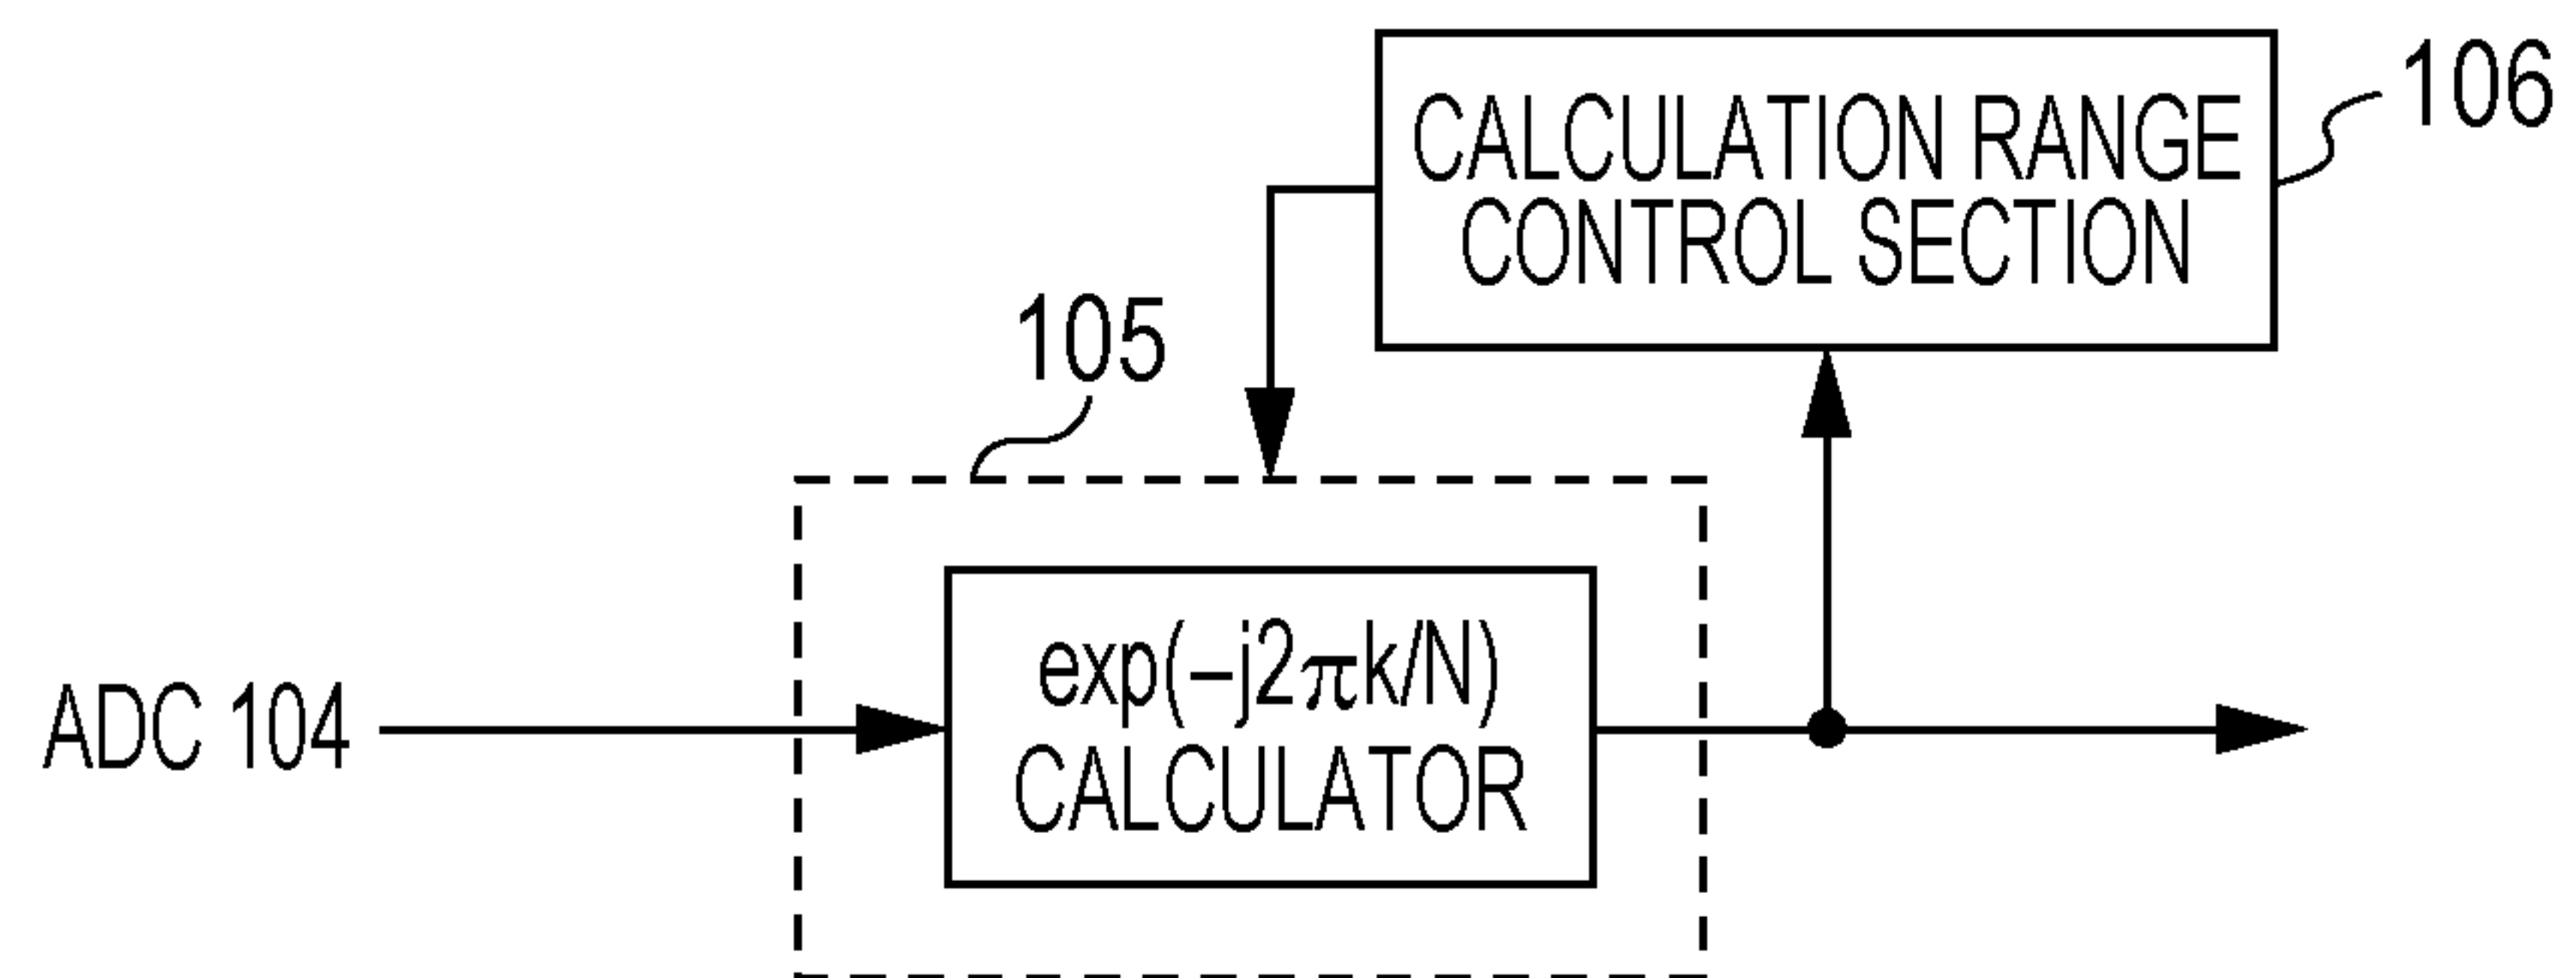 CALCULATION RANGE
CONTROL SECTION
106
105
exp(−j2πk/N)
CALCULATOR
ADC 104